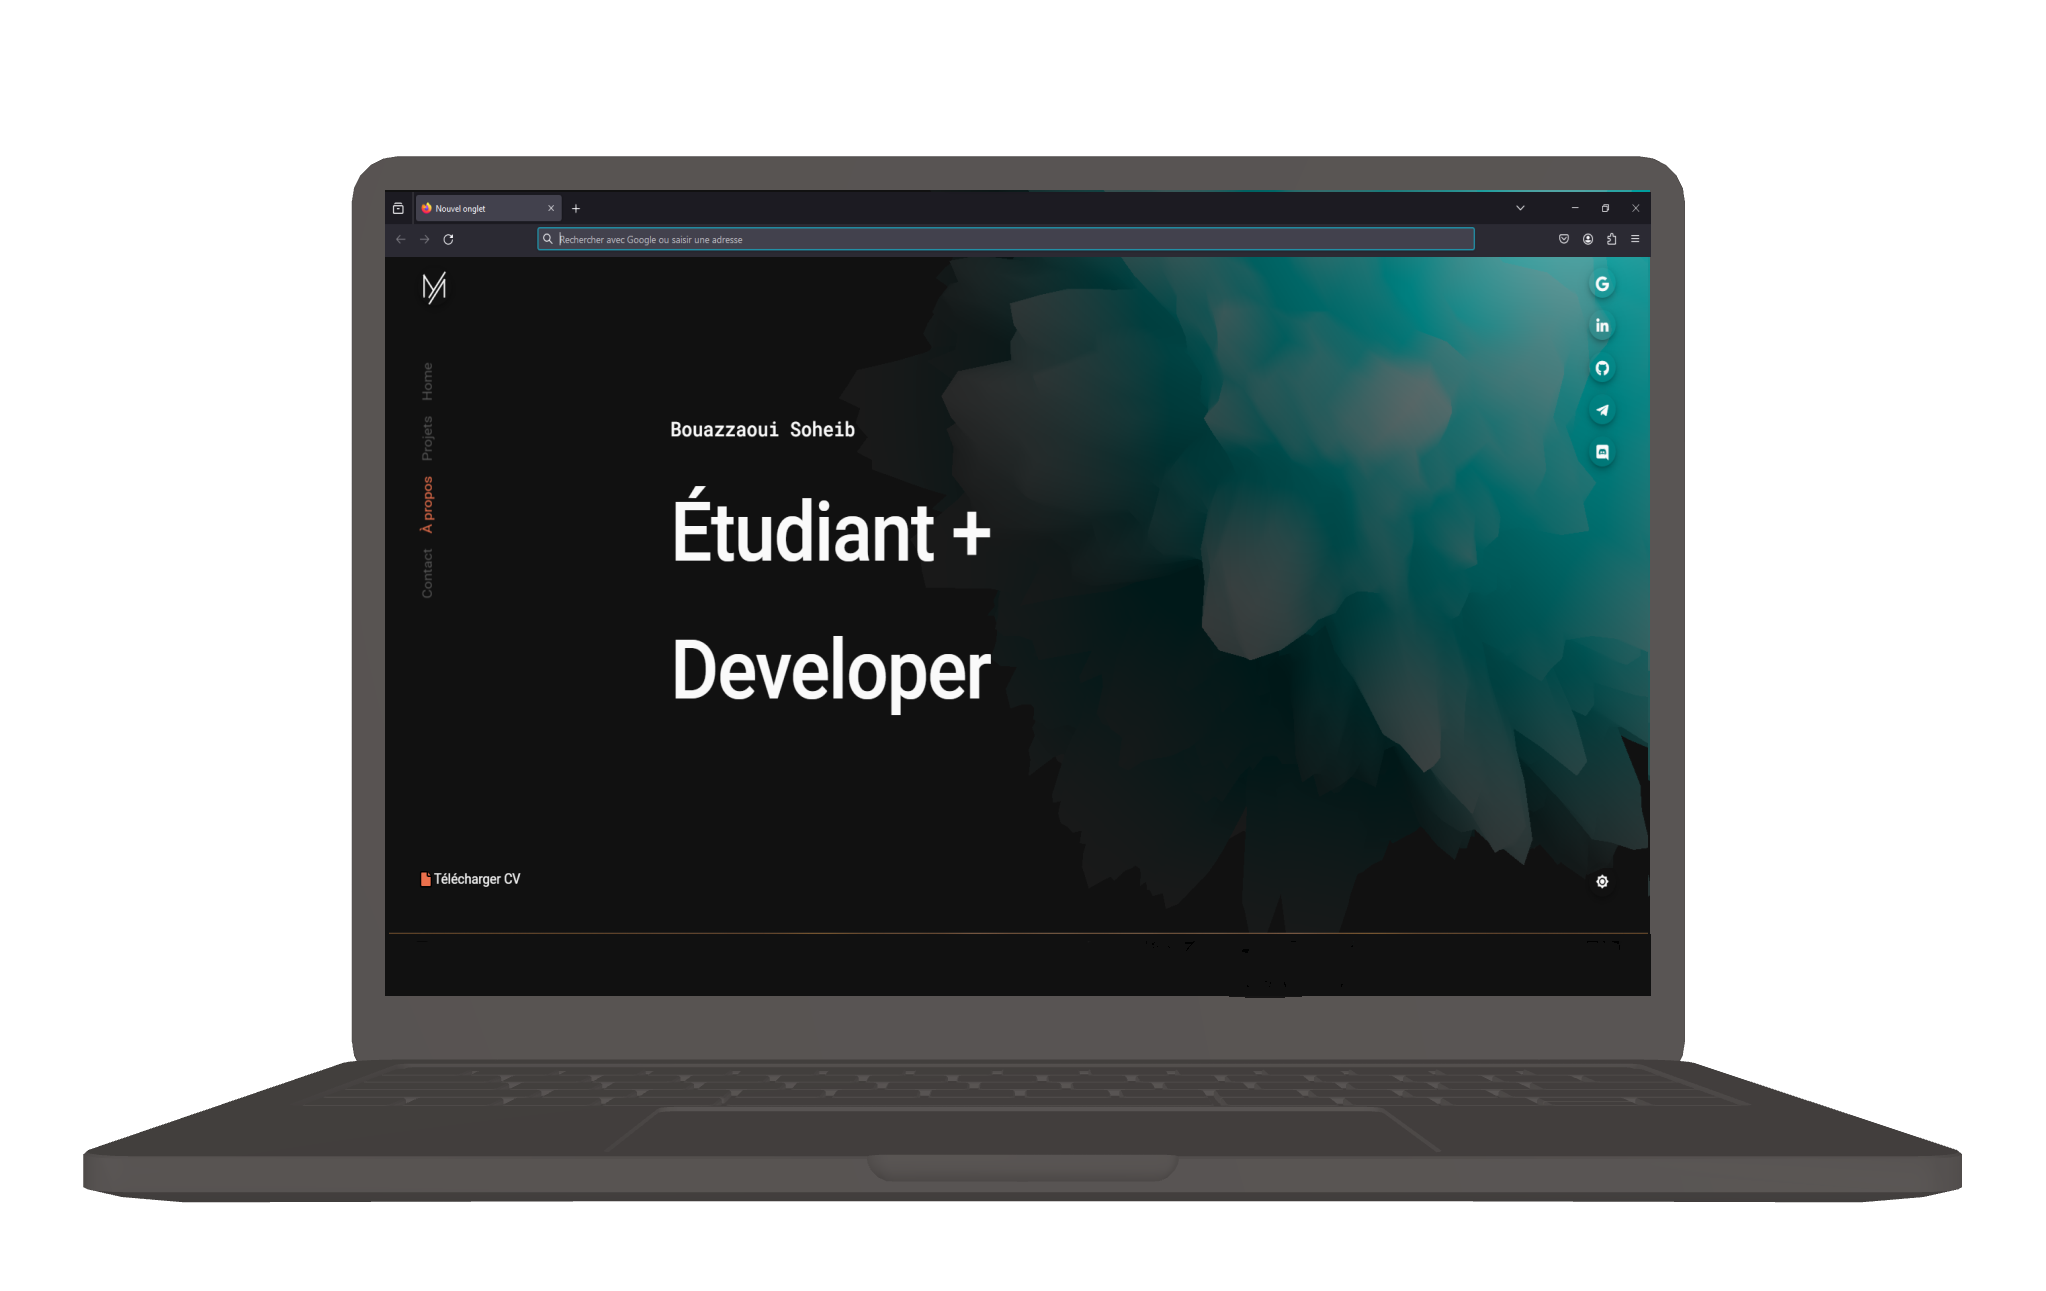 Nouvel onglet
Rechercher avec Google ou saisir une adresse
Home
Projets
À propos
Contact
Bouazzaoui Soheib
Étudiant +
Developer
Télécharger CV
G
in